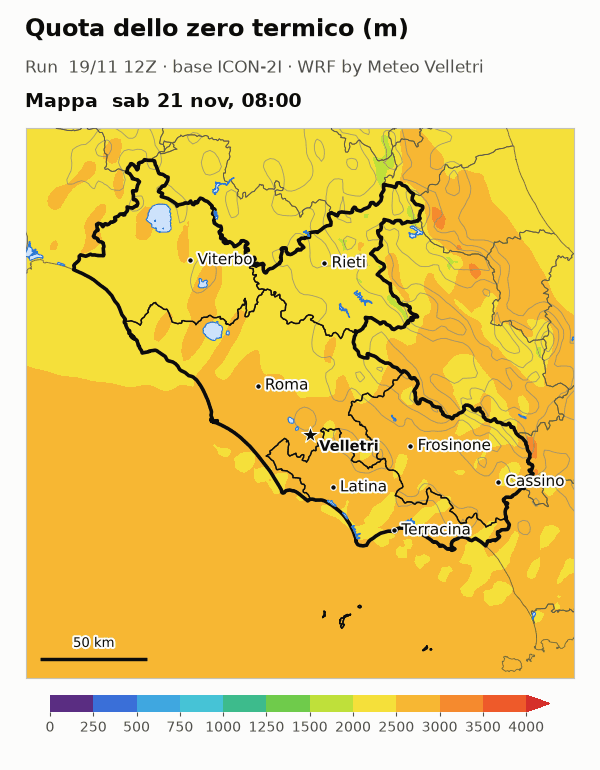 Quota dello zero termico (m)
Run 19/11 12Z · base ICON-2I · WRF by Meteo Velletri
Mappa sab 21 nov, 08:00
Viterbo
Rieti
Roma
Velletri
Frosinone
Latina
Cassino
Terracina
50 km
0 250 500 750 1000 1250 1500 2000 2500 3000 3500 4000